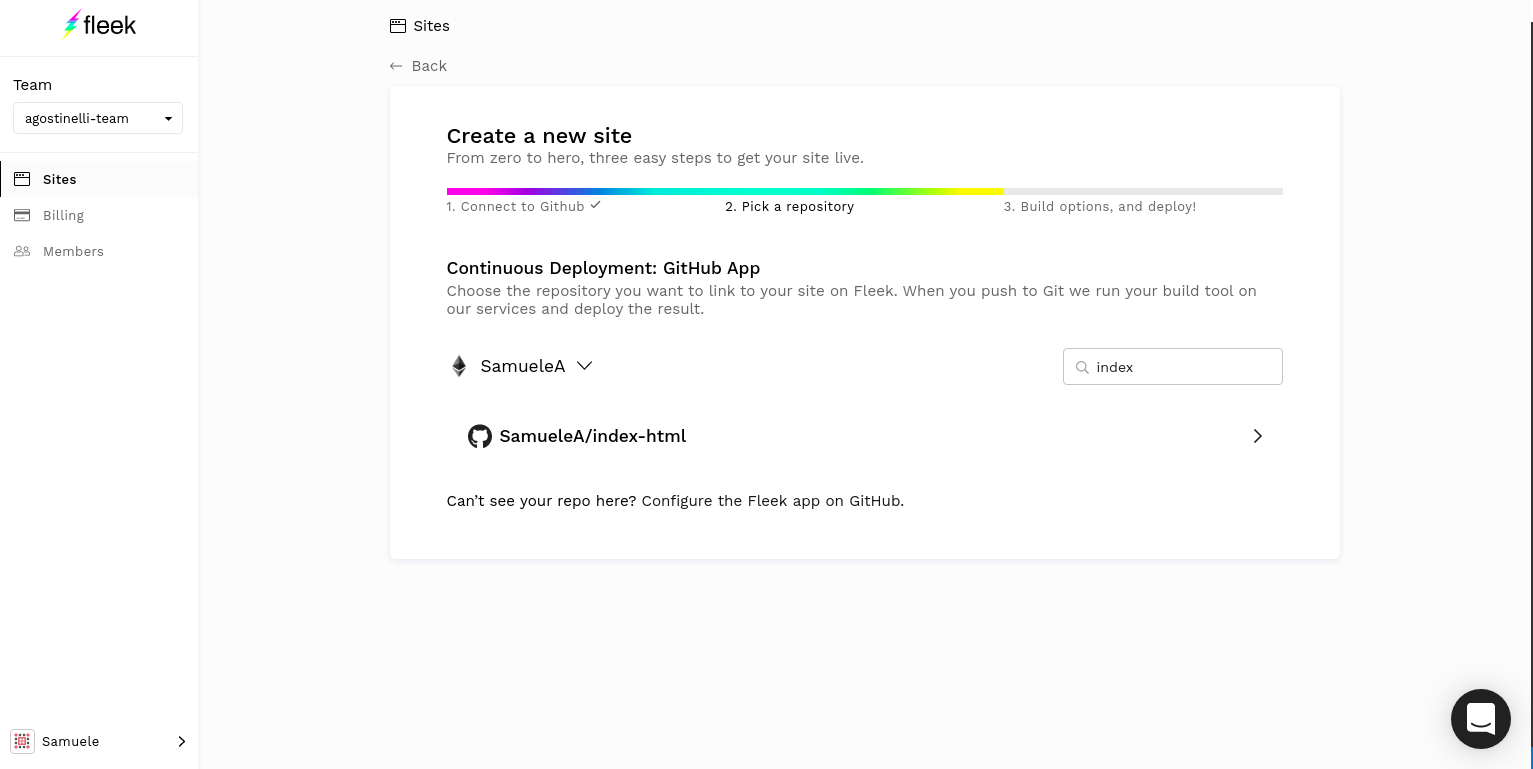 fleek
Team
agostinelli-team
Sites
Billing
Members
Samuele
Sites
← Back
Create a new site
From zero to hero, three easy steps to get your site live.
1. Connect to Github ✓
2. Pick a repository
3. Build options, and deploy!
Continuous Deployment: GitHub App
Choose the repository you want to link to your site on Fleek. When you push to Git we run your build tool on
our services and deploy the result.
SamueleA
index
SamueleA/index-html
Can’t see your repo here? Configure the Fleek app on GitHub.